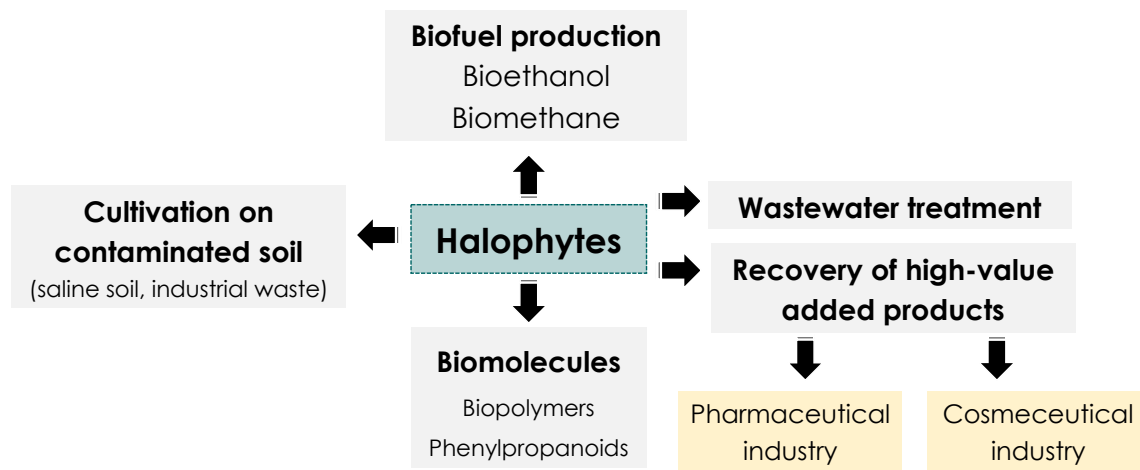 Biofuel production
Bioethanol
Biomethane
Cultivation on
contaminated soil
(saline soil, industrial waste)
Halophytes
Wastewater treatment
Recovery of high-value
added products
Biomolecules
Biopolymers
Phenylpropanoids
Pharmaceutical
industry
Cosmeceutical
industry